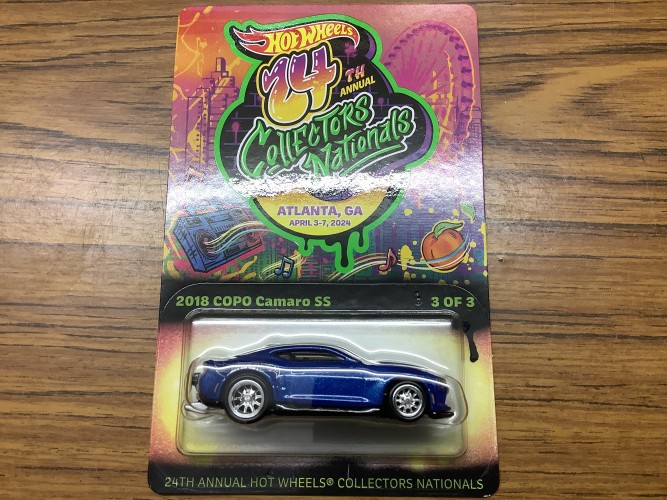 HOT WHEELS
24TH
ANNUAL
COLLECTORS
Nationals
ATLANTA, GA
APRIL 3-7, 2024
2018 COPO Camaro SS
3 OF 3
24TH ANNUAL HOT WHEELS® COLLECTORS NATIONALS